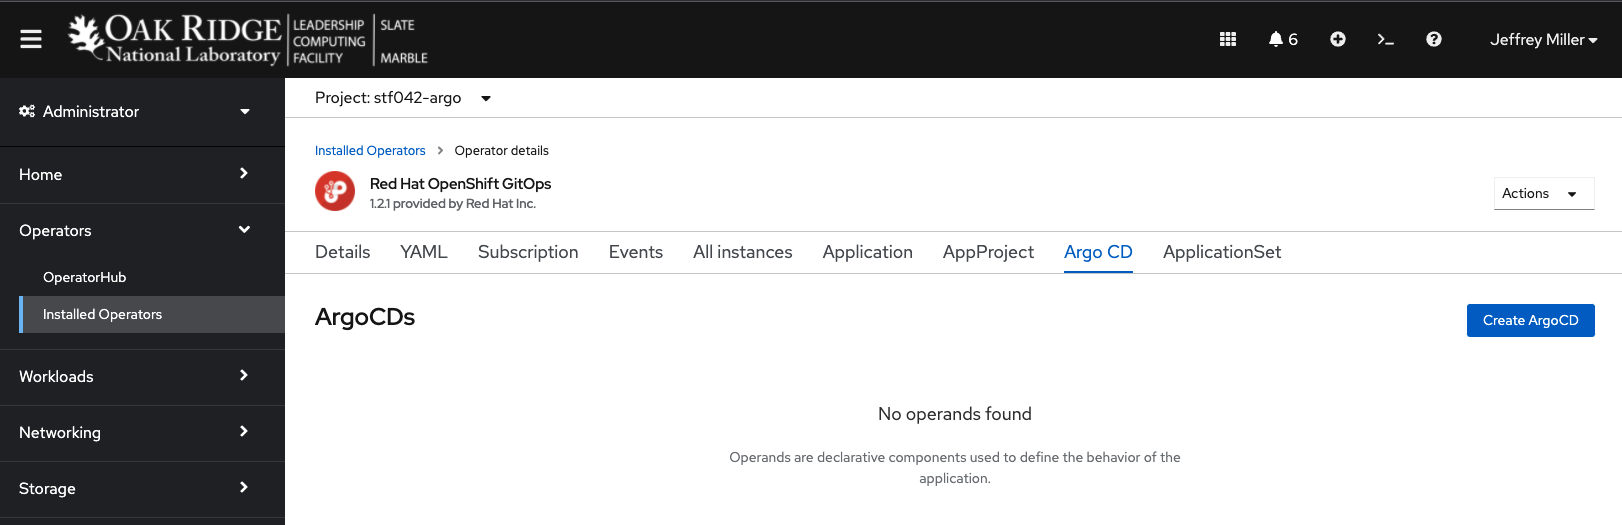 OAK RIDGE
National Laboratory
LEADERSHIP
COMPUTING
FACILITY
SLATE
MARBLE
6
Jeffrey Miller
Administrator
Home
Operators
OperatorHub
Installed Operators
Workloads
Networking
Storage
Project: stf042-argo
Installed Operators > Operator details
Red Hat OpenShift GitOps
1.2.1 provided by Red Hat Inc.
Actions
Details YAML Subscription Events All instances Application AppProject Argo CD ApplicationSet
ArgoCDs
Create ArgoCD
No operands found
Operands are declarative components used to define the behavior of the
application.